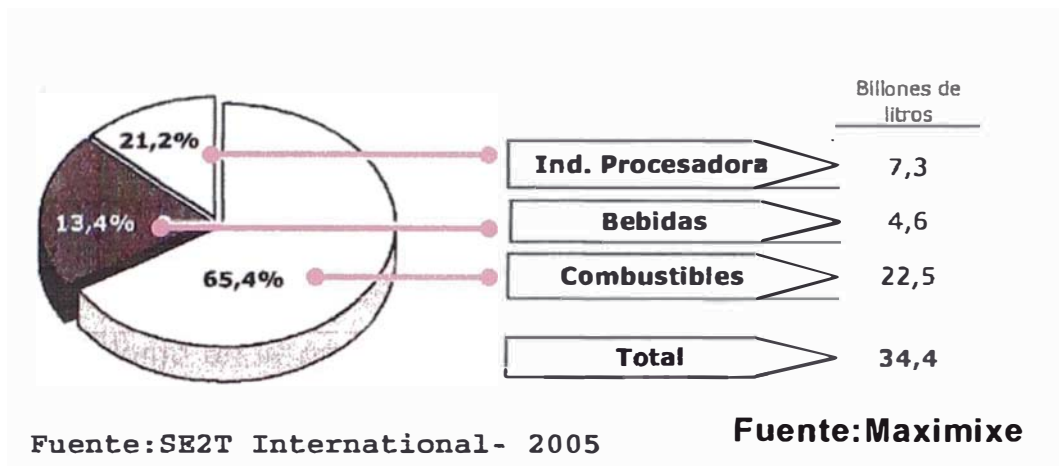 Billones de
litros
21,2%
Ind. Procesadora
7,3
13,4%
Bebidas
4,6
65,4%
Combustibles
22,5
Total
34,4
Fuente:SE2T International- 2005
Fuente:Maximixe